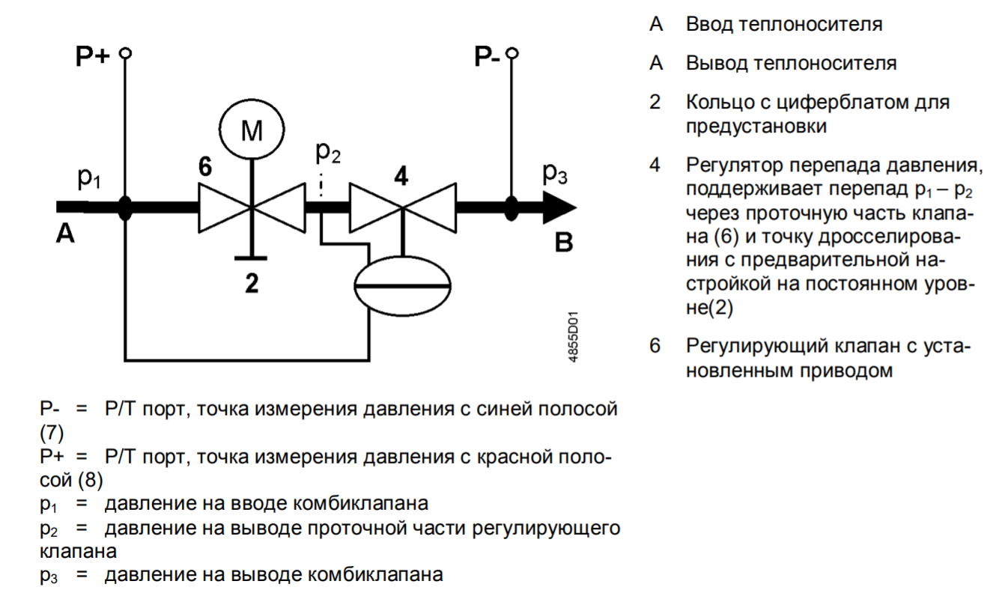 P+
P-
M
6
p₂
4
p₁
p₃
A
B
2
4855D01
P- = P/T порт, точка измерения давления с синей полосой
(7)
P+ = P/T порт, точка измерения давления с красной поло-
сой (8)
p₁ = давление на вводе комбиклапана
p₂ = давление на выводе проточной части регулирующего
клапана
p₃ = давление на выводе комбиклапана
A Ввод теплоносителя
A Вывод теплоносителя
2 Кольцо с циферблатом для
предустановки
4 Регулятор перепада давления,
поддерживает перепад p₁ – p₂
через проточную часть клапа-
на (6) и точку дросселирова-
ния с предварительной на-
стройкой на постоянном уров-
не(2)
6 Регулирующий клапан с уста-
новленным приводом